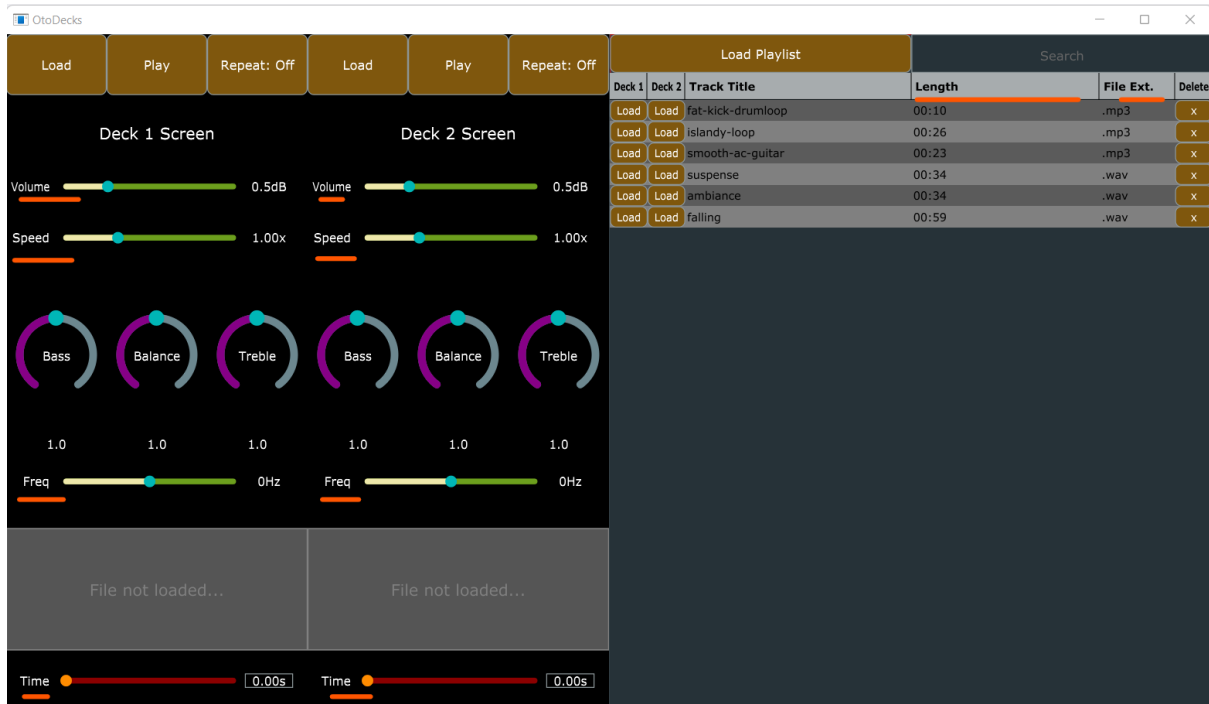 OtoDecks
Load Play Repeat: Off Load Play Repeat: Off Load Playlist Search
Deck 1 Deck 2 Track Title Length File Ext. Delete
Load Load fat-kick-drumloop 00:10 .mp3 x
Load Load islandy-loop 00:26 .mp3 x
Load Load smooth-ac-guitar 00:23 .mp3 x
Load Load suspense 00:34 .wav x
Load Load ambiance 00:34 .wav x
Load Load falling 00:59 .wav x
Deck 1 Screen Deck 2 Screen
Volume 0.5dB Volume 0.5dB
Speed 1.00x Speed 1.00x
Bass Balance Treble Bass Balance Treble
1.0 1.0 1.0 1.0 1.0 1.0
Freq 0Hz Freq 0Hz
File not loaded... File not loaded...
Time 0.00s Time 0.00s